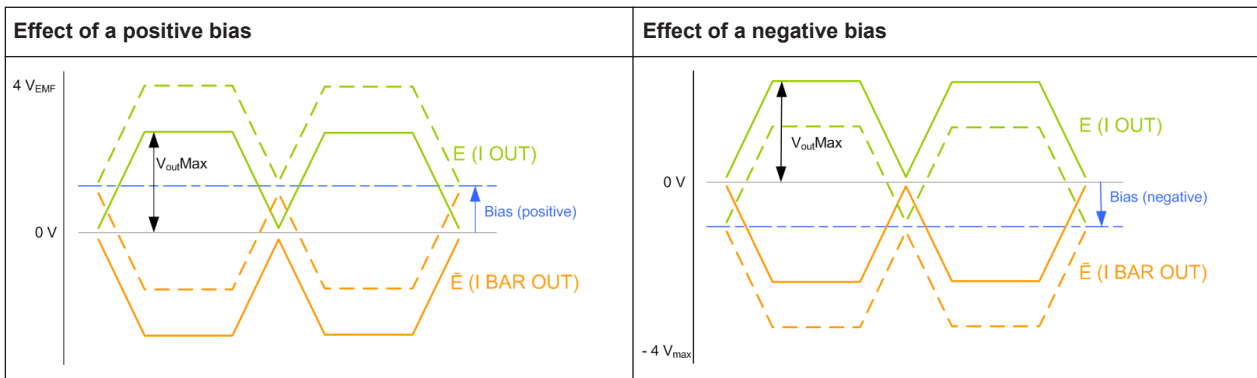 Effect of a positive bias
Effect of a negative bias
4 VEMF
VoutMax
E (I OUT)
Bias (positive)
0 V
Ē (I BAR OUT)
VoutMax
E (I OUT)
0 V
Bias (negative)
Ē (I BAR OUT)
- 4 Vmax